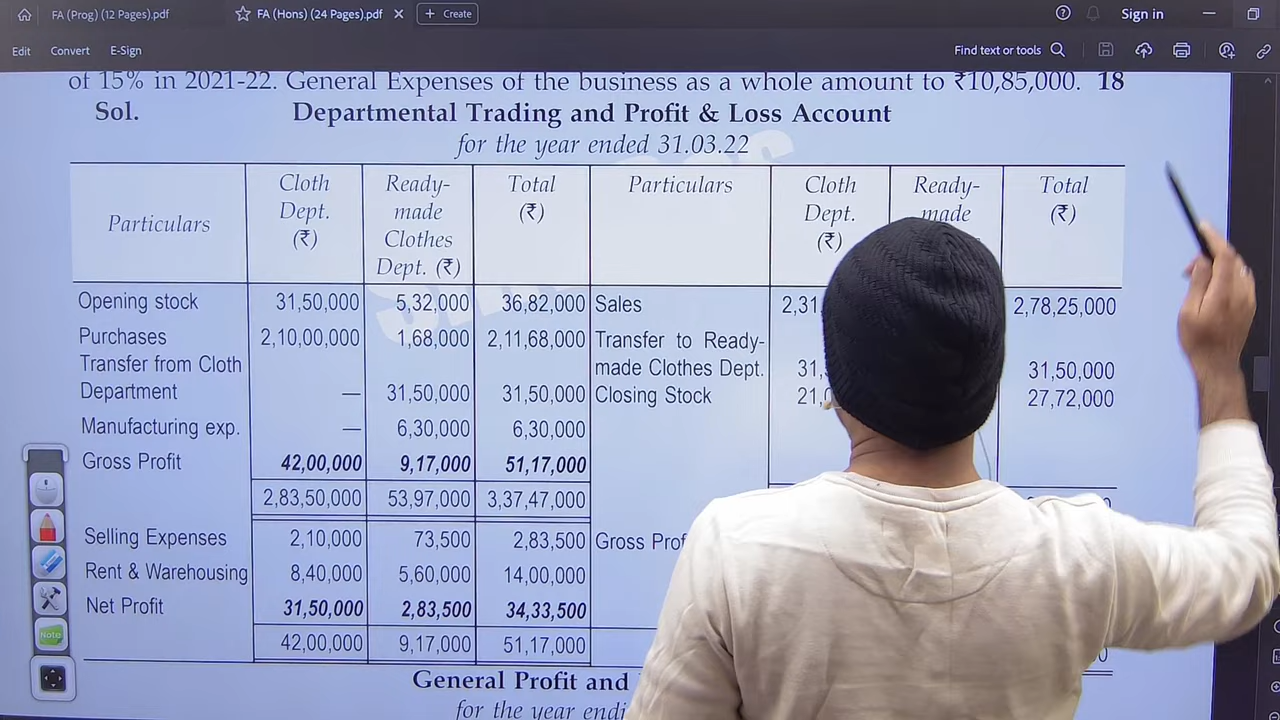 FA (Prog) (12 Pages).pdf
FA (Hons) (24 Pages).pdf
Create
Sign in
Edit
Convert
E-Sign
Find text or tools
of 15% in 2021-22. General Expenses of the business as a whole amount to ₹10,85,000. 18
Sol. Departmental Trading and Profit & Loss Account
for the year ended 31.03.22
Particulars Cloth Dept. (₹) Ready-made Clothes Dept. (₹) Total (₹) Particulars Cloth Dept. (₹) Ready-made Total (₹)
Opening stock 31,50,000 5,32,000 36,82,000 Sales 2,31 2,78,25,000
Purchases 2,10,00,000 1,68,000 2,11,68,000 Transfer to Ready-
Transfer from Cloth made Clothes Dept. 31, 31,50,000
Department — 31,50,000 31,50,000 Closing Stock 21,0 27,72,000
Manufacturing exp. — 6,30,000 6,30,000
Gross Profit 42,00,000 9,17,000 51,17,000
2,83,50,000 53,97,000 3,37,47,000
Selling Expenses 2,10,000 73,500 2,83,500 Gross Prof
Rent & Warehousing 8,40,000 5,60,000 14,00,000
Net Profit 31,50,000 2,83,500 34,33,500
42,00,000 9,17,000 51,17,000
General Profit and
for the year endi
Note